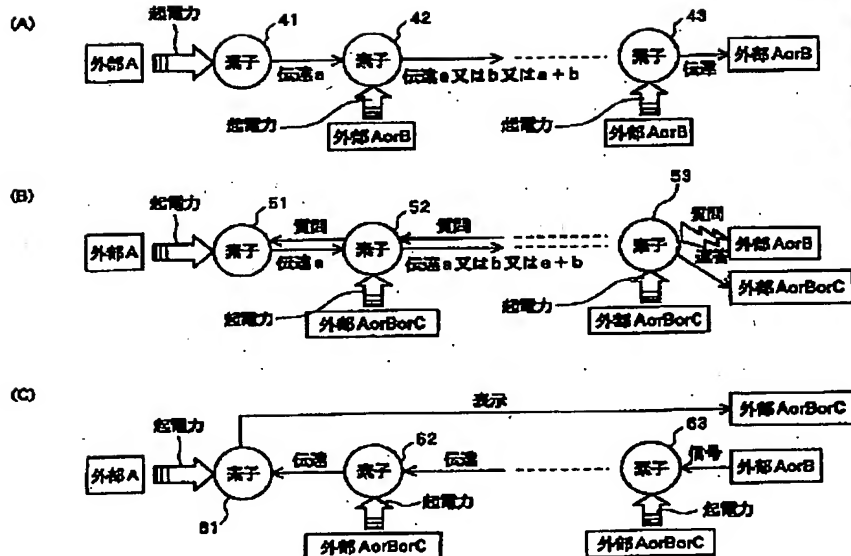 (A)
起電力
41
42
43
外部A
素子
伝達a
素子
伝達a又はb又はa+b
素子
伝達
外部AorB
起電力
外部AorB
起電力
外部AorB
(B)
起電力
51
52
53
外部A
素子
質問
伝達a
素子
質問
伝達a又はb又はa+b
素子
質問
外部AorB
外部AorBorC
起電力
外部AorBorC
起電力
外部AorBorC
(C)
表示
外部AorBorC
起電力
62
63
外部A
素子
伝達
素子
伝達
素子
信号
外部AorB
61
起電力
外部AorBorC
起電力
外部AorBorC